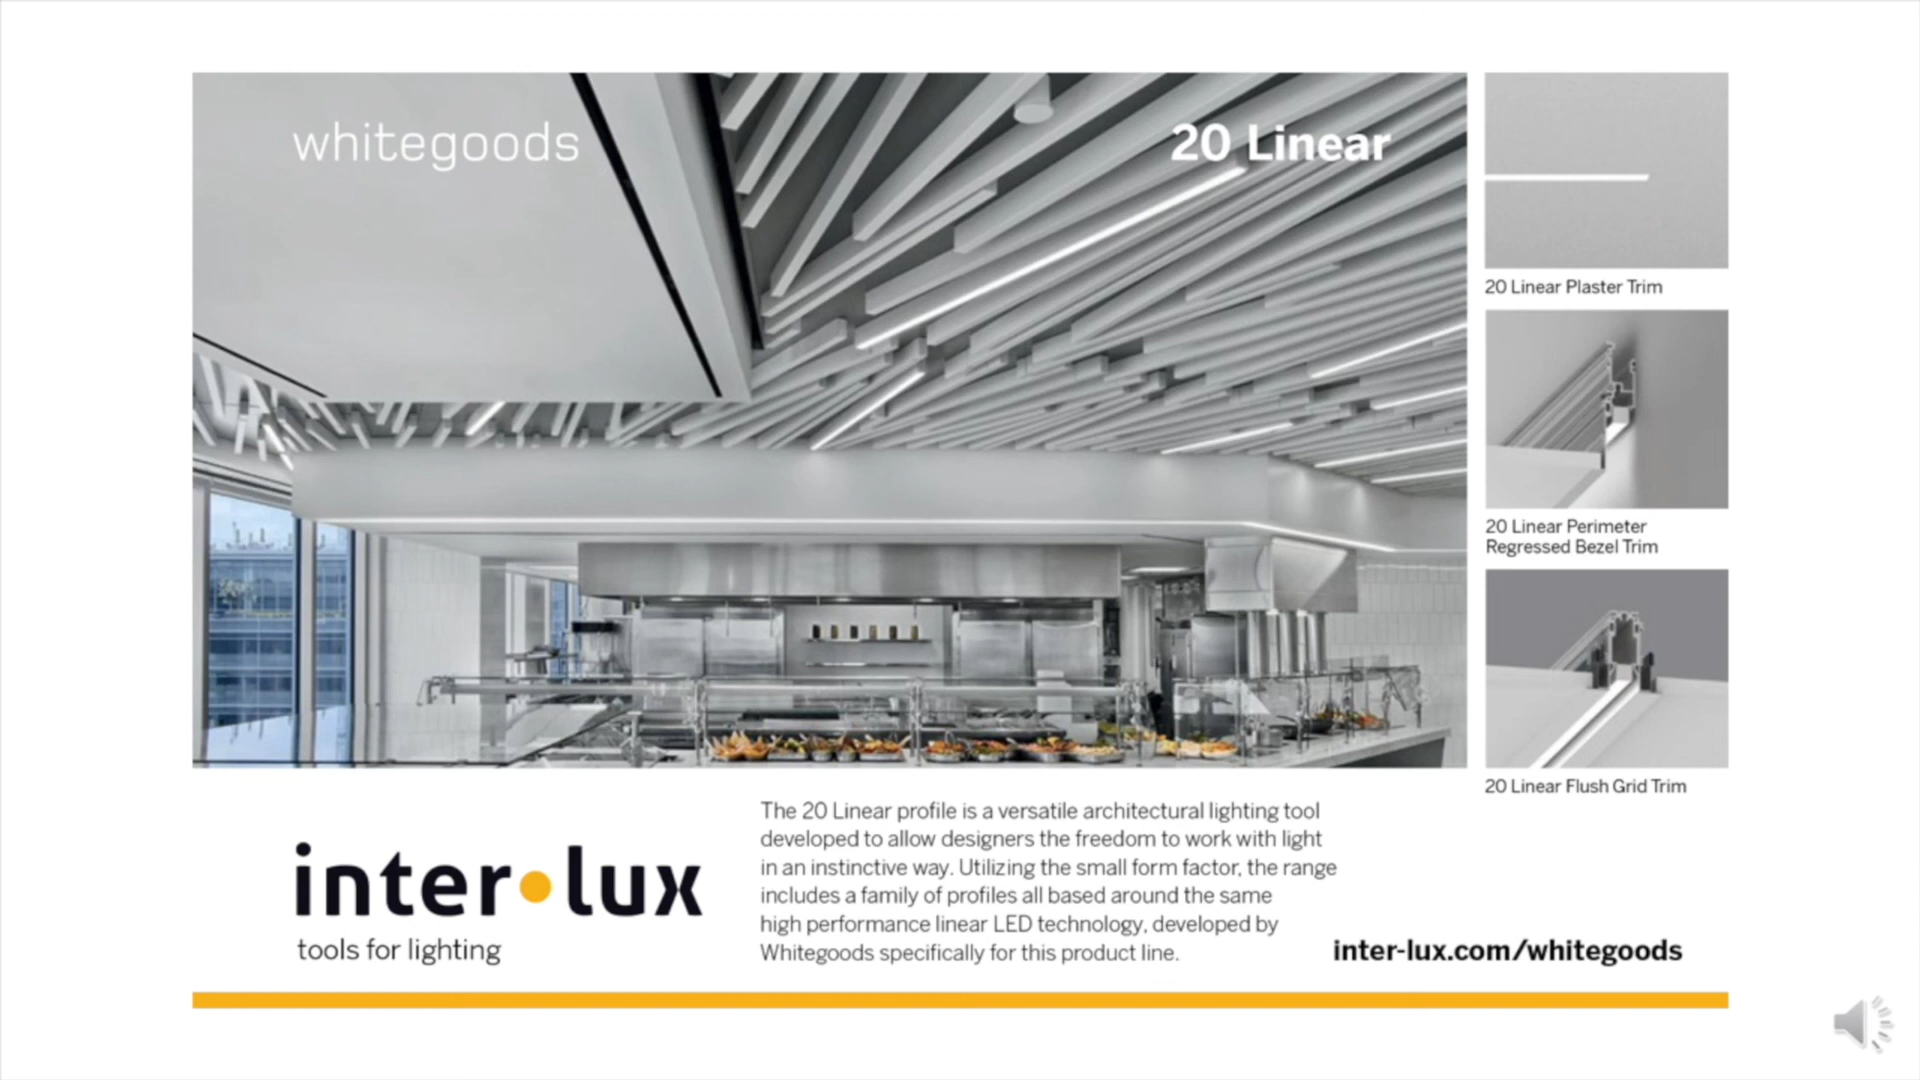 whitegoods
20 Linear
20 Linear Plaster Trim
20 Linear Perimeter
Regressed Bezel Trim
20 Linear Flush Grid Trim
inter lux
tools for lighting
The 20 Linear profile is a versatile architectural lighting tool
developed to allow designers the freedom to work with light
in an instinctive way. Utilizing the small form factor, the range
includes a family of profiles all based around the same
high performance linear LED technology, developed by
Whitegoods specifically for this product line.
inter-lux.com/whitegoods